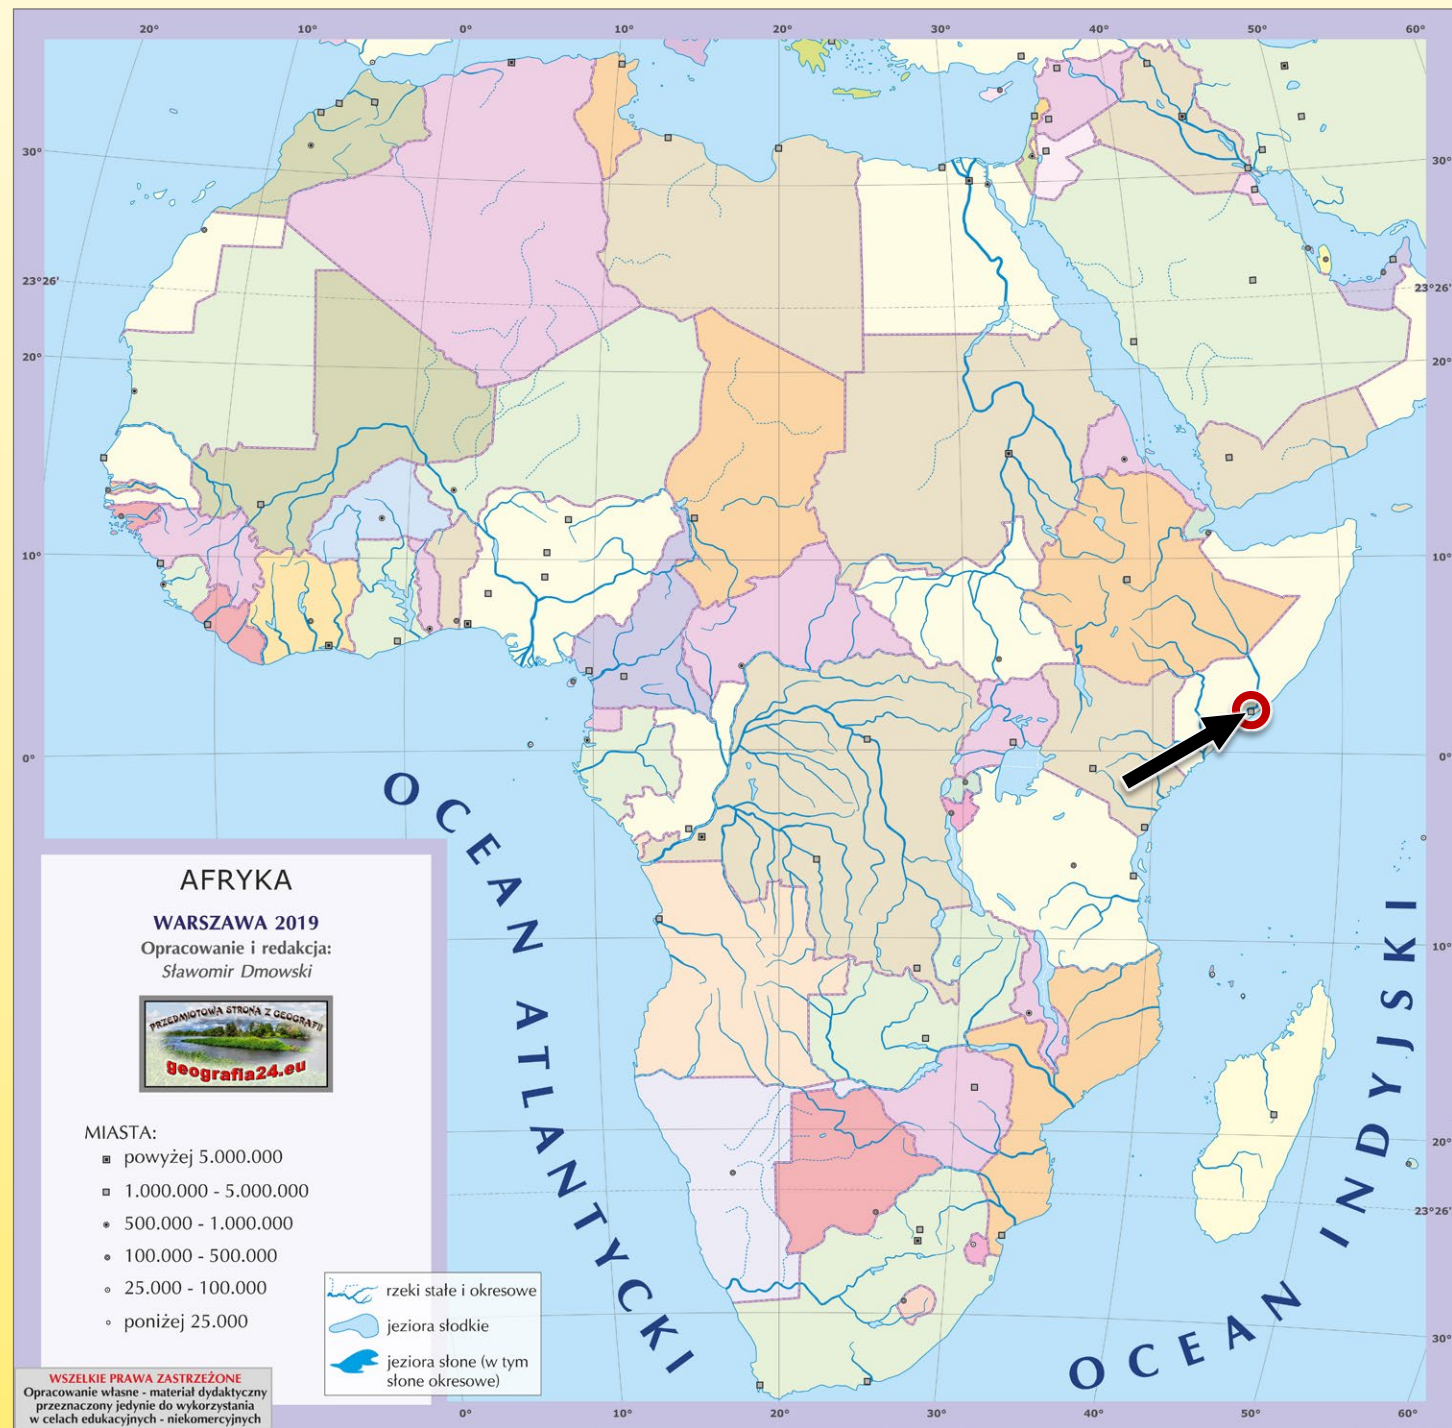 20° 10° 0° 10° 20° 30° 40° 50° 60°
30° 30°
23°26' 23°26'
20° 20°
10° 10°
0° 0°
OCEAN ATLANTYCKI
OCEAN INDYJSKI
10°
20°
23°26'
30°
AFRYKA
WARSZAWA 2019
Opracowanie i redakcja:
Sławomir Dmowski
PRZEDMIOTOWA STRONA Z GEOGRAFII
geografia24.eu
MIASTA:
powyżej 5.000.000
1.000.000 - 5.000.000
500.000 - 1.000.000
100.000 - 500.000
25.000 - 100.000
poniżej 25.000
rzeki stałe i okresowe
jeziora słodkie
jeziora słone (w tym
słone okresowe)
WSZELKIE PRAWA ZASTRZEŻONE
Opracowanie własne - materiał dydaktyczny
przeznaczony jedynie do wykorzystania
w celach edukacyjnych - niekomercyjnych
0° 10° 20° 30° 40° 50° 60°